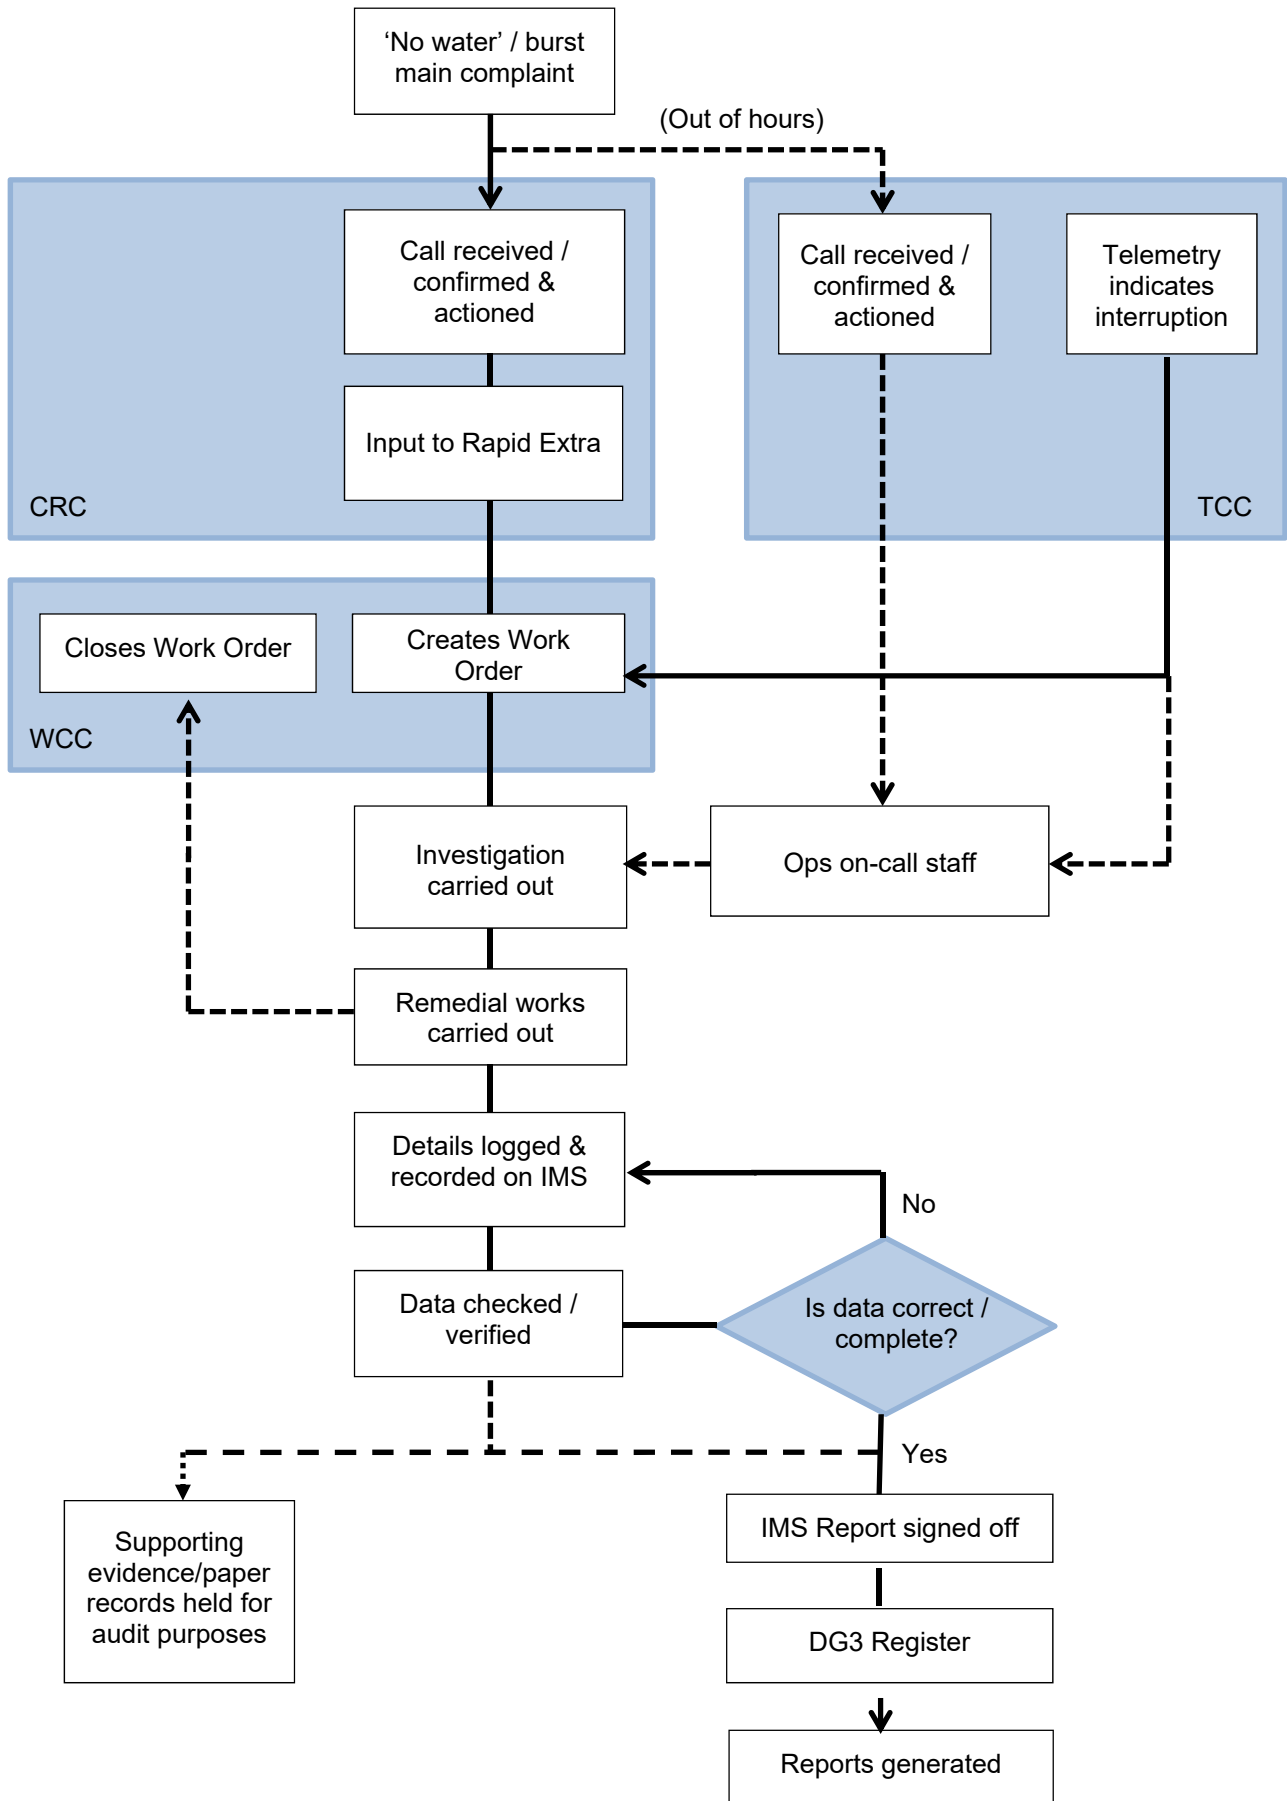 ‘No water’ / burst
main complaint
(Out of hours)
Call received /
confirmed &
actioned
Call received /
confirmed &
actioned
Telemetry
indicates
interruption
Input to Rapid Extra
CRC
TCC
Closes Work Order
Creates Work
Order
WCC
Investigation
carried out
Ops on-call staff
Remedial works
carried out
Details logged &
recorded on IMS
No
Data checked /
verified
Is data correct /
complete?
Yes
Supporting
evidence/paper
records held for
audit purposes
IMS Report signed off
DG3 Register
Reports generated